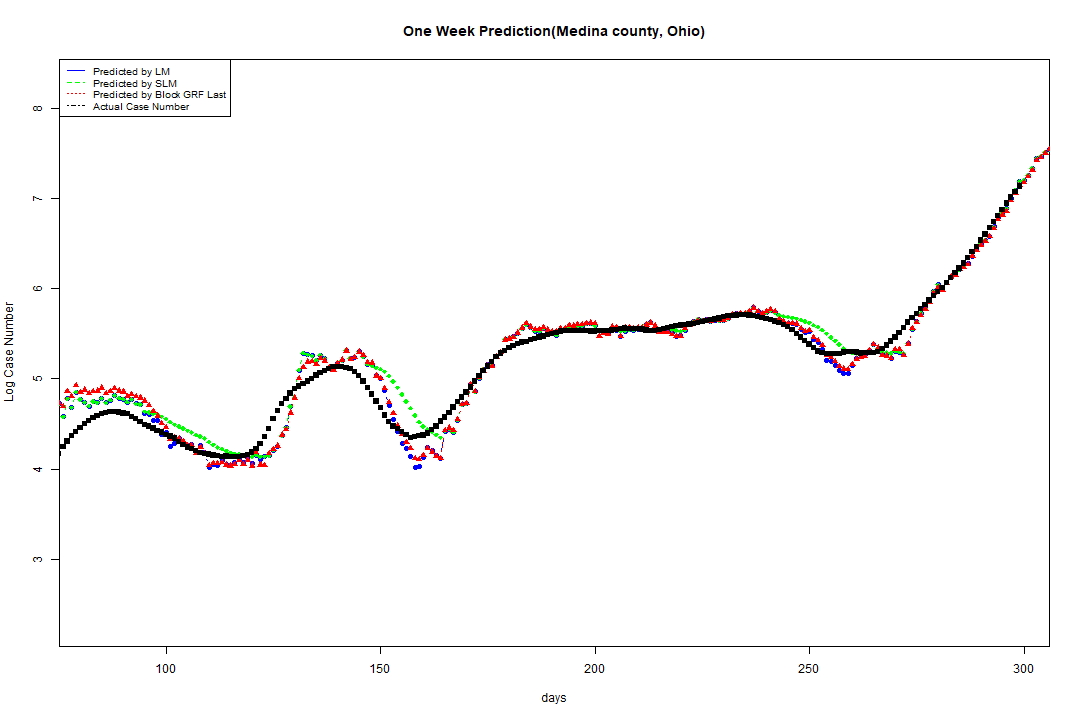 One Week Prediction(Medina county, Ohio)
Predicted by LM
Predicted by SLM
Predicted by Block GRF Last
Actual Case Number
8
7
6
5
4
3
Log Case Number
100 150 200 250 300
days